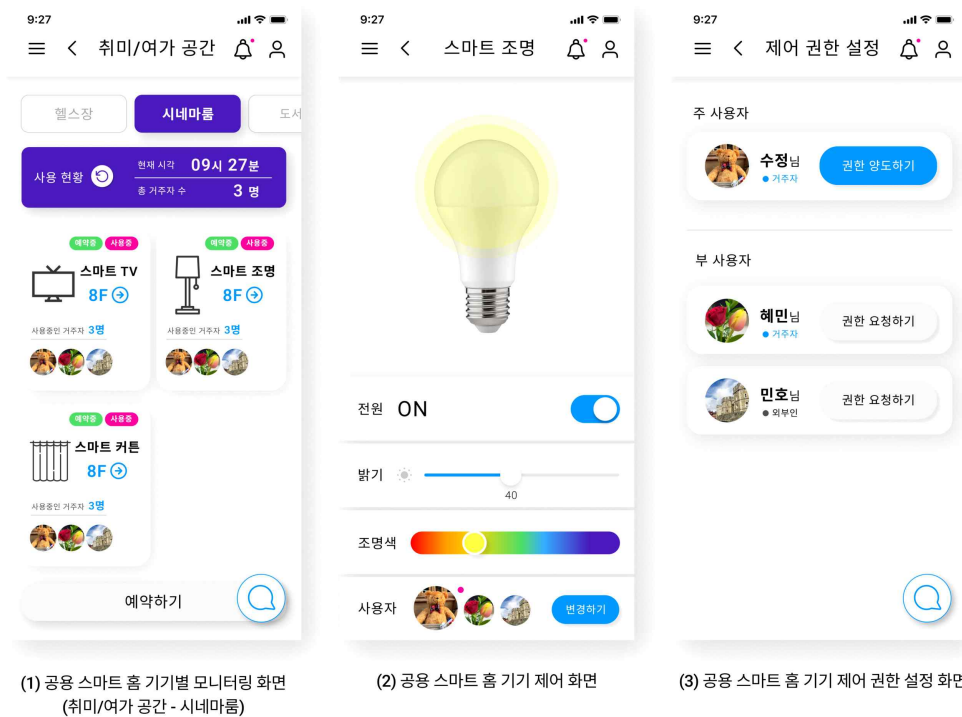 9:27
취미/여가 공간
헬스장
시네마룸
도서
사용 현황
현재 시각 09시 27분
총 거주자 수 3 명
예약중 사용중
스마트 TV
8F
사용중인 거주자 3명
예약중 사용중
스마트 조명
8F
사용중인 거주자 3명
예약중 사용중
스마트 커튼
8F
사용중인 거주자 3명
예약하기
(1) 공용 스마트 홈 기기별 모니터링 화면
(취미/여가 공간 - 시네마룸)
9:27
스마트 조명
전원 ON
밝기
40
조명색
사용자
변경하기
(2) 공용 스마트 홈 기기 제어 화면
9:27
제어 권한 설정
주 사용자
수정님
거주자
권한 양도하기
부 사용자
혜민님
거주자
권한 요청하기
민호님
외부인
권한 요청하기
(3) 공용 스마트 홈 기기 제어 권한 설정 화면